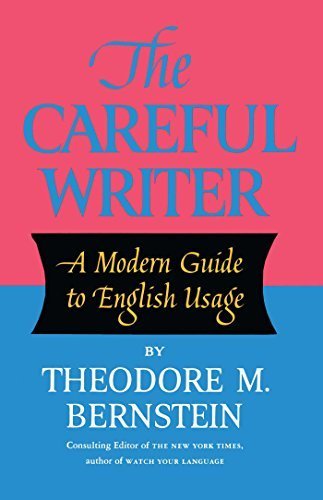 The
CAREFUL
WRITER
A Modern Guide
to English Usage
BY
THEODORE M.
BERNSTEIN
Consulting Editor of THE NEW YORK TIMES,
author of WATCH YOUR LANGUAGE